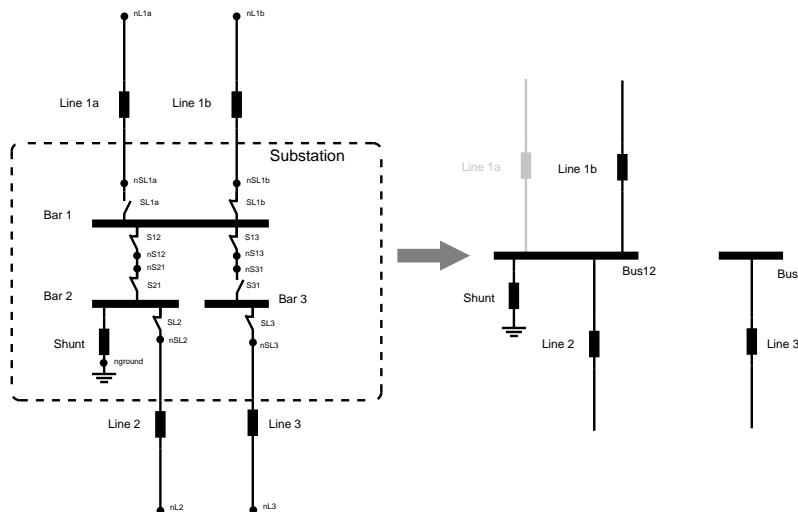 nL1a
nL1b
Line 1a
Line 1b
Substation
nSL1a
nSL1b
SL1a
SL1b
Bar 1
S12
S13
nS12
nS13
nS21
nS31
S21
S31
Bar 2
Bar 3
SL2
SL3
Shunt
nSL2
nSL3
nground
Line 2
Line 3
nL2
nL3
Line 1a
Line 1b
Bus12
Bus
Shunt
Line 2
Line 3